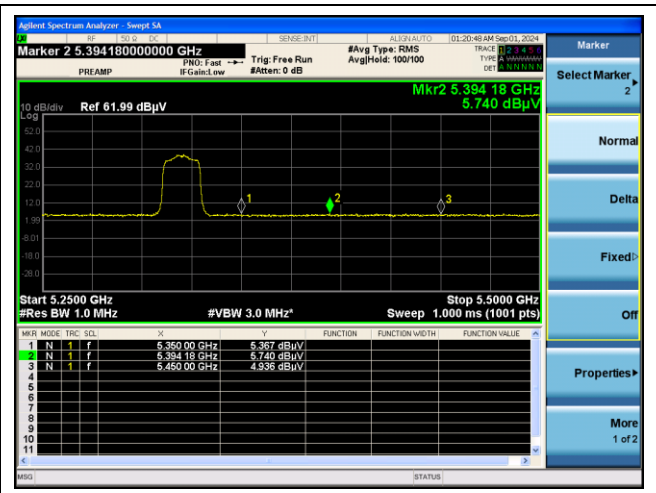 Agilent Spectrum Analyzer - Swept SA
RF 50 Ω DC SENSE:INT ALIGN AUTO 01:20:48 AM Sep 01, 2024
Marker 2 5.394180000000 GHz
PREAMP
PNO: Fast
IFGain:Low
Trig: Free Run
#Atten: 0 dB
#Avg Type: RMS
Avg|Hold: 100/100
TRACE 1 2 3 4 5 6
TYPE A
DET A N N N N N
Mkr2 5.394 18 GHz
5.740 dBµV
10 dB/div Ref 61.99 dBµV
Log
52.0
42.0
32.0
22.0
12.0
1.99
-8.01
-18.0
-28.0
1
2
3
Start 5.2500 GHz Stop 5.5000 GHz
#Res BW 1.0 MHz #VBW 3.0 MHz* Sweep 1.000 ms (1001 pts)
MKR MODE TRC SCL X Y FUNCTION FUNCTION WIDTH FUNCTION VALUE
1 N 1 f 5.350 00 GHz 5.367 dBµV
2 N 1 f 5.394 18 GHz 5.740 dBµV
3 N 1 f 5.450 00 GHz 4.936 dBµV
4
5
6
7
8
9
10
11
MSG STATUS
Marker
Select Marker
2
Normal
Delta
Fixed
Off
Properties
More
1 of 2